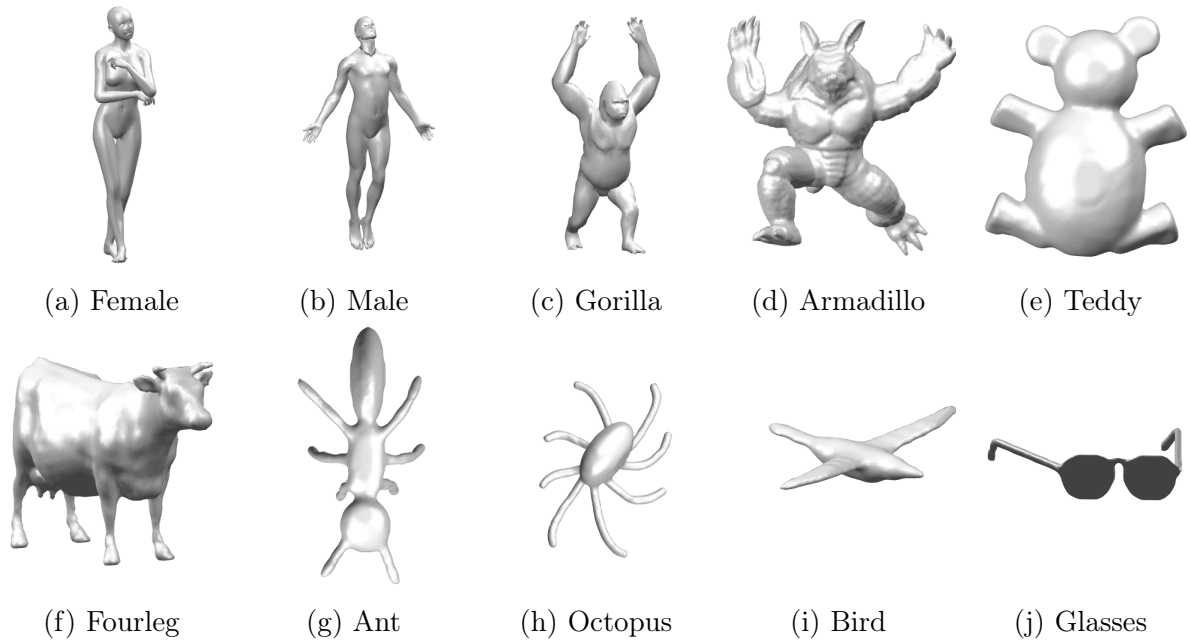 (a) Female (b) Male (c) Gorilla (d) Armadillo (e) Teddy
(f) Fourleg (g) Ant (h) Octopus (i) Bird (j) Glasses